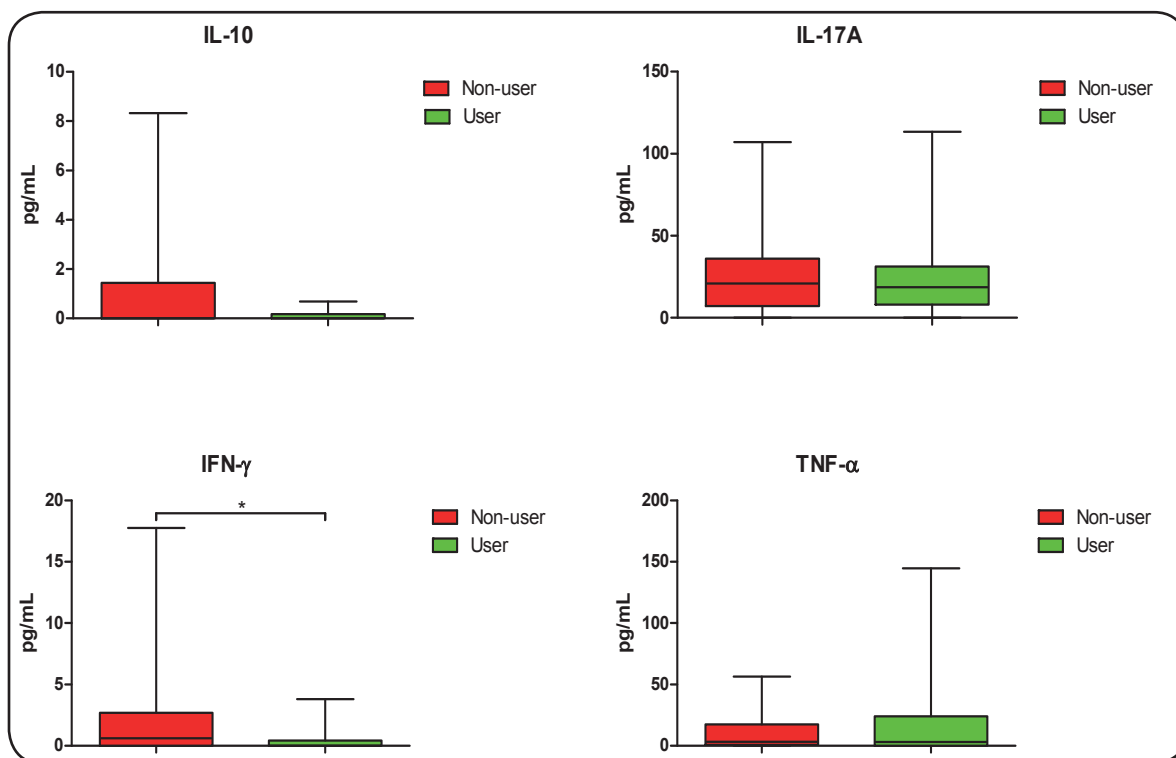 IL-10
10
8
6
4
2
0
pg/mL
Non-user
User
IL-17A
150
100
50
0
pg/mL
Non-user
User
IFN-γ
20
15
10
5
0
pg/mL
*
Non-user
User
TNF-α
200
150
100
50
0
pg/mL
Non-user
User